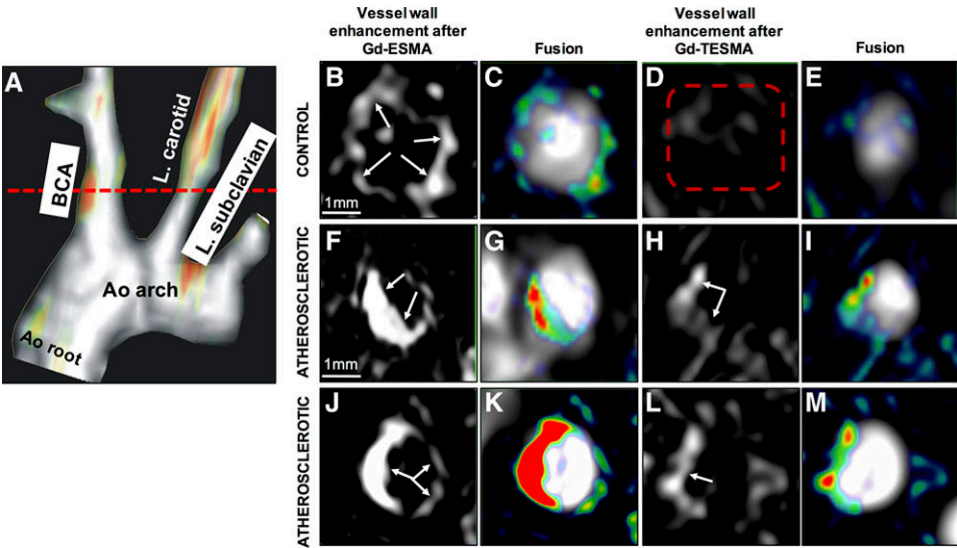 Vessel wall
enhancement after
Gd-ESMA
Fusion
Vessel wall
enhancement after
Gd-TESMA
Fusion
A
BCA
L. carotid
L. subclavian
Ao arch
Ao root
CONTROL
B
1mm
C
D
E
ATHEROSCLEROTIC
F
1mm
G
H
I
ATHEROSCLEROTIC
J
K
L
M